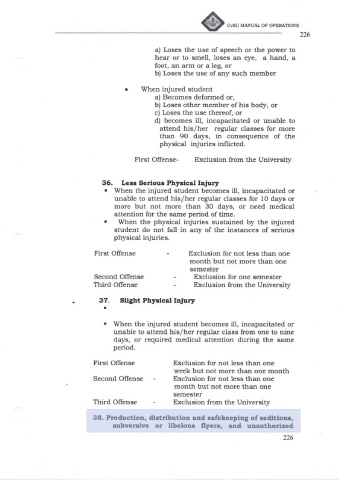 CvSU MANUAL OF OPERATIONS
226
a) Loses the use of speech or the power to
hear or to smell, loses an eye, a hand, a
foot, an arm or a leg, or
b) Loses the use of any such member
• When injured student
a) Becomes deformed or,
b) Loses other member of his body, or
c) Loses the use thereof, or
d) becomes ill, incapacitated or unable to
attend his/her regular classes for more
than 90 days, in consequence of the
physical injuries inflicted.
First Offense- Exclusion from the University
36. Less Serious Physical Injury
• When the injured student becomes ill, incapacitated or
unable to attend his/her regular classes for 10 days or
more but not more than 30 days, or need medical
attention for the same period of time.
• When the physical injuries sustained by the injured
student do not fall in any of the instances of serious
physical injuries.
First Offense - Exclusion for not less than one
month but not more than one
semester
Second Offense - Exclusion for one semester
Third Offense - Exclusion from the University
37. Slight Physical Injury
•
• When the injured student becomes ill, incapacitated or
unable to attend his/her regular class from one to nine
days, or required medical attention during the same
period.
First Offense Exclusion for not less than one
week but not more than one month
Second Offense - Exclusion for not less than one
month but not more than one
semester
Third Offense - Exclusion from the University
38. Production, distribution and safekeeping of seditious,
subversive or libelous flyers, and unauthorized
226